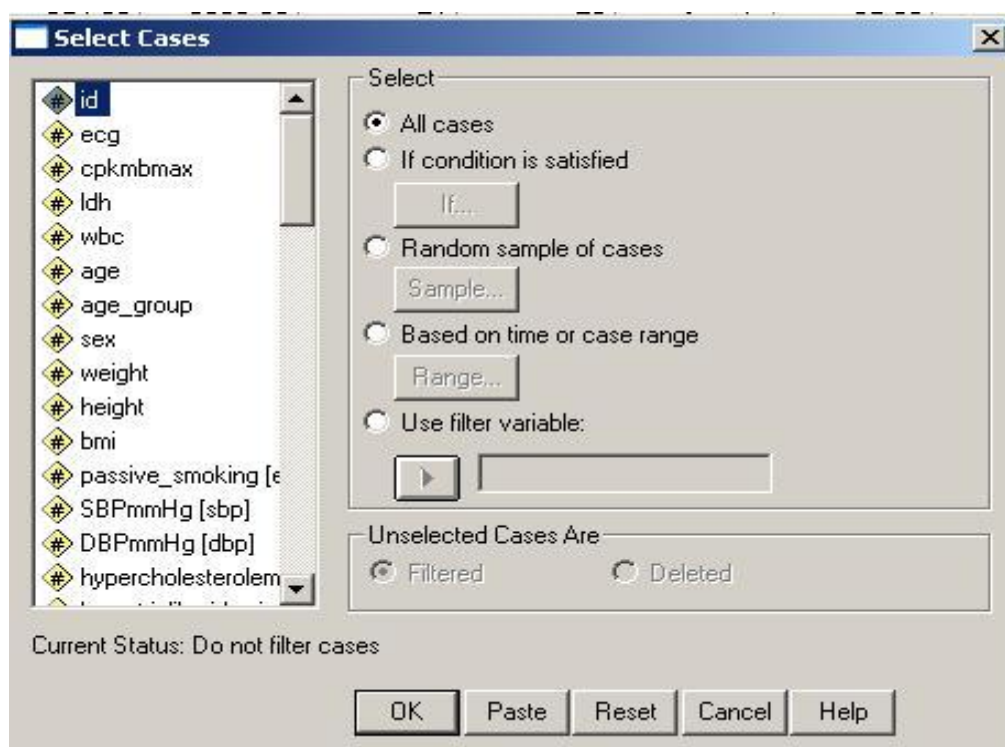 Select Cases
id
ecg
cpkmbmax
ldh
wbc
age
age_group
sex
weight
height
bmi
passive_smoking [e
SBPmmHg [sbp]
DBPmmHg [dbp]
hypercholesterolem
Select
All cases
If condition is satisfied
If...
Random sample of cases
Sample...
Based on time or case range
Range...
Use filter variable:
Unselected Cases Are
Filtered
Deleted
Current Status: Do not filter cases
OK
Paste
Reset
Cancel
Help